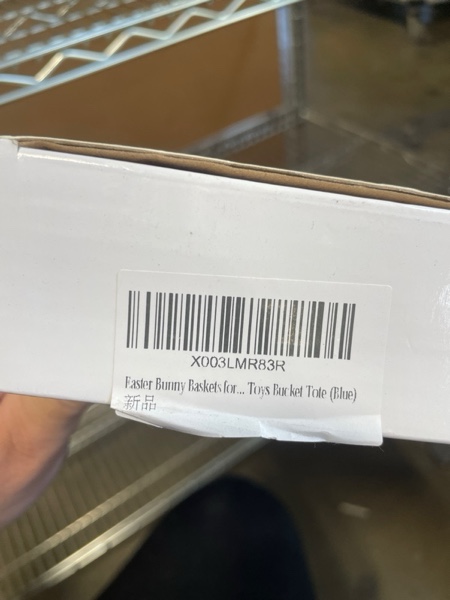 X003LMR83R
Easter Bunny Baskets for... Toys Bucket Tote (Blue)
新品